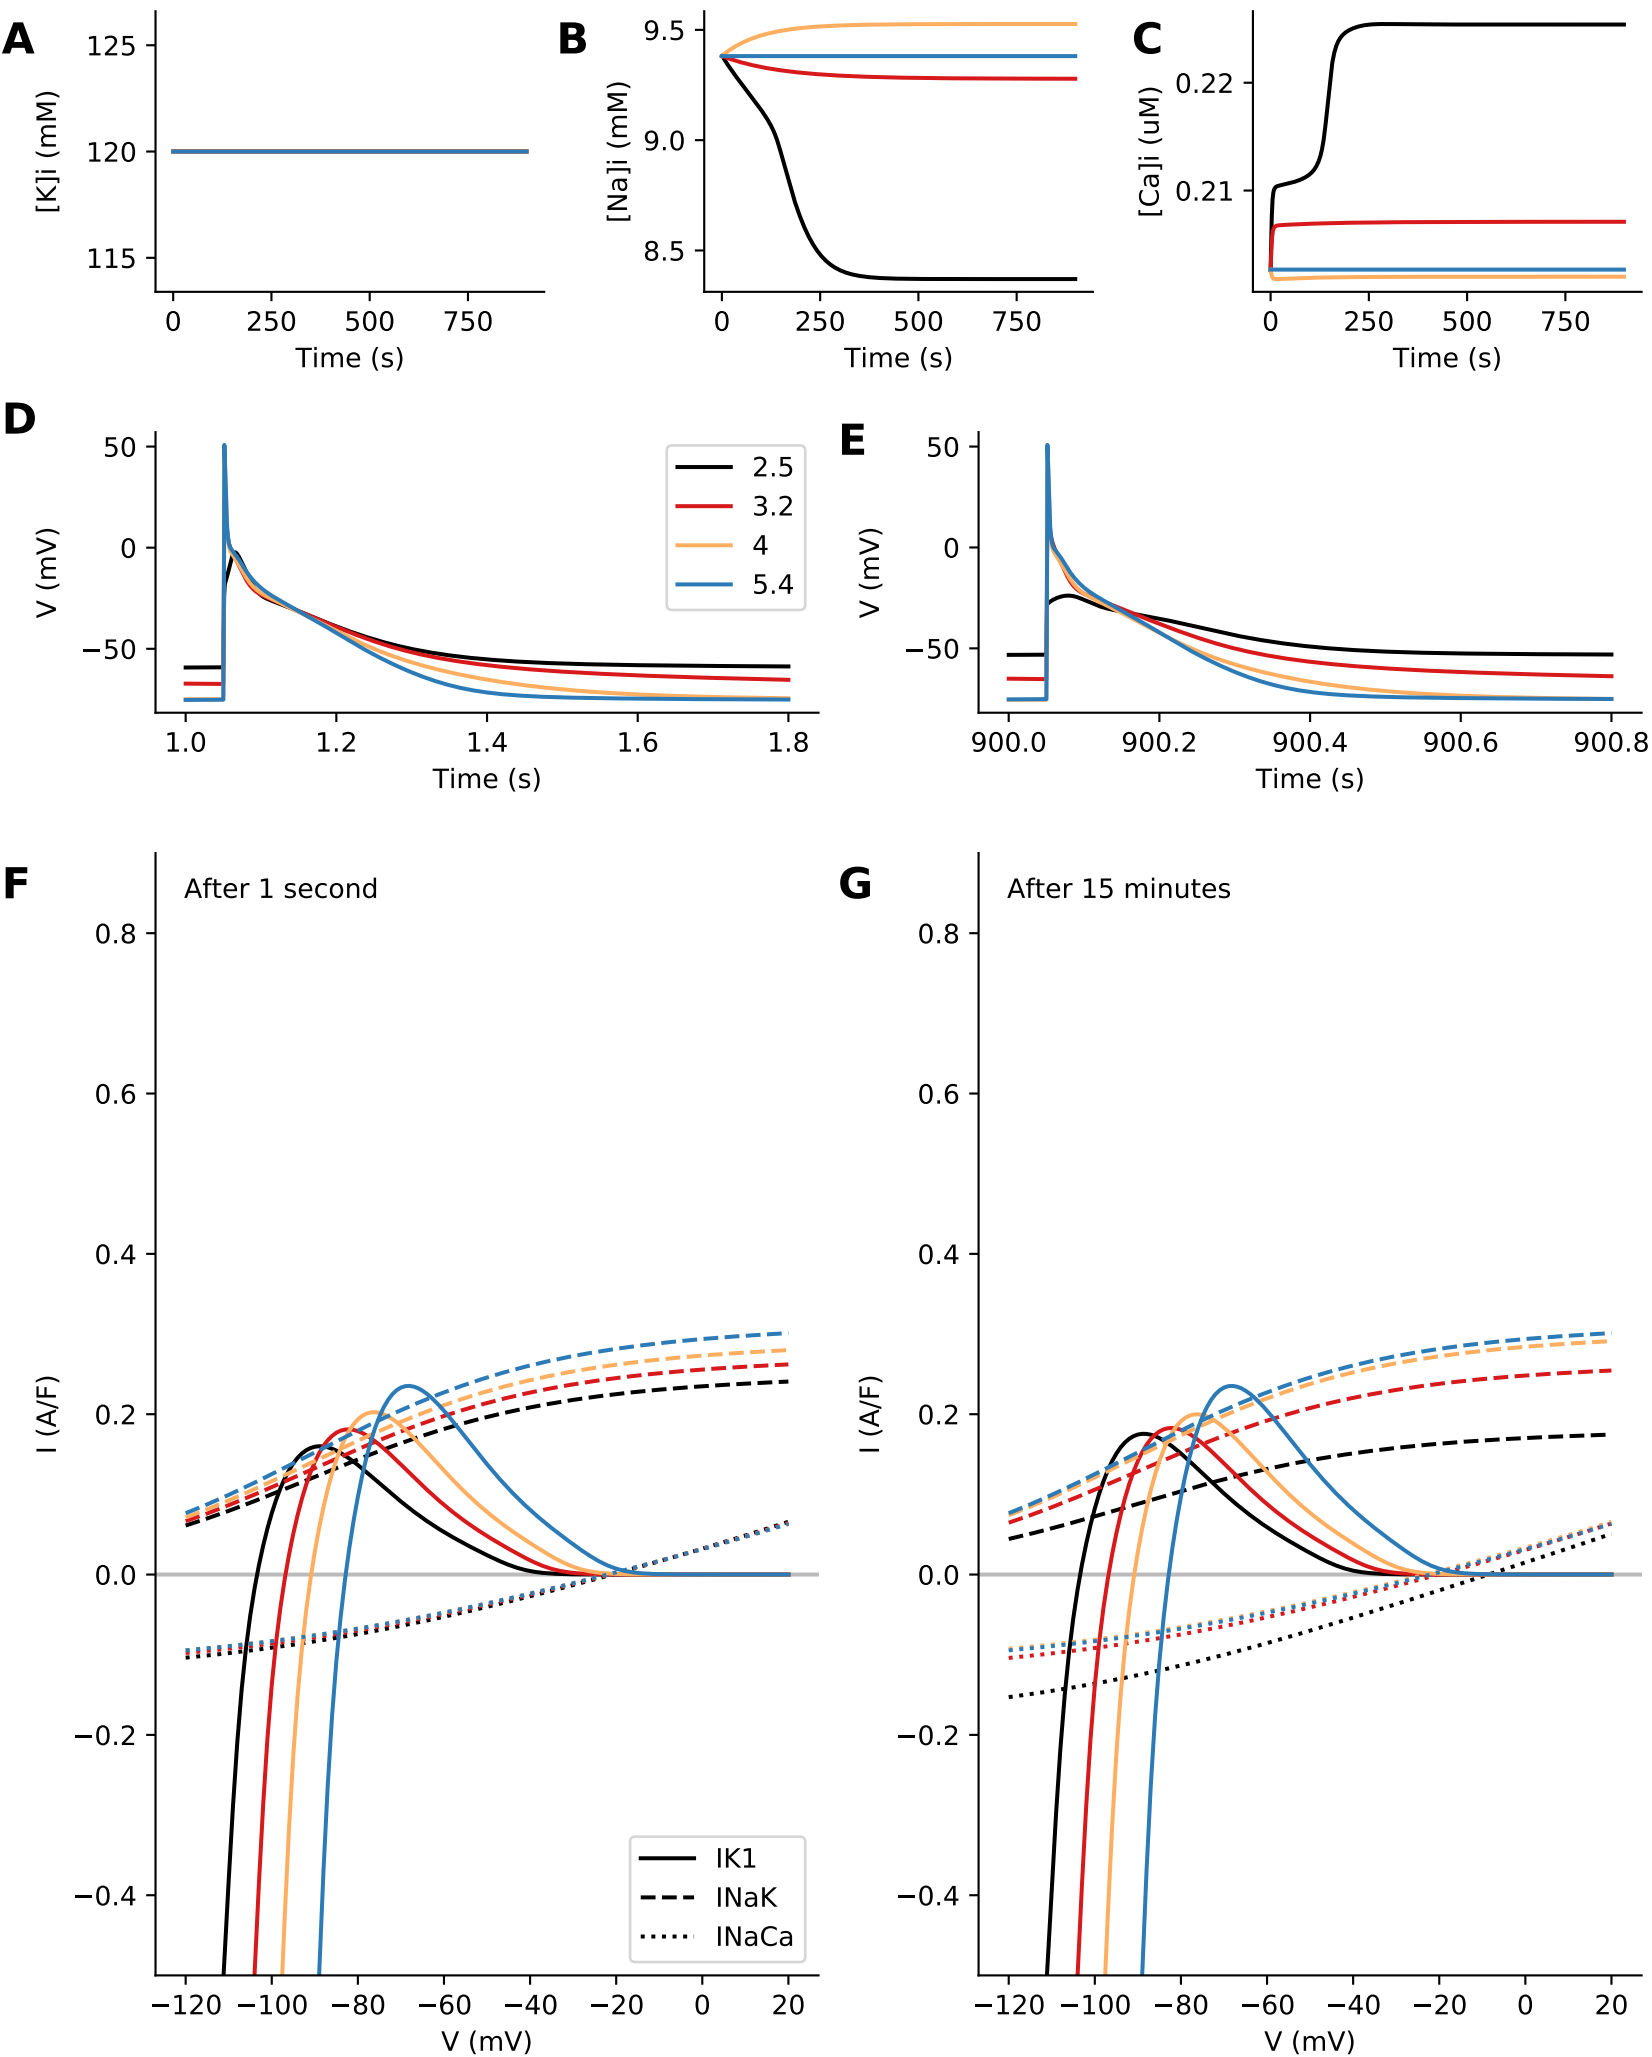 A
125
120
115
[K]i (mM)
0 250 500 750
Time (s)
B
9.5
9.0
8.5
[Na]i (mM)
0 250 500 750
Time (s)
C
0.22
0.21
[Ca]i (uM)
0 250 500 750
Time (s)
D
50
0
−50
V (mV)
2.5
3.2
4
5.4
1.0 1.2 1.4 1.6 1.8
Time (s)
E
50
0
−50
V (mV)
900.0 900.2 900.4 900.6 900.8
Time (s)
F
After 1 second
0.8
0.6
0.4
0.2
0.0
−0.2
−0.4
I (A/F)
IK1
INaK
INaCa
−120 −100 −80 −60 −40 −20 0 20
V (mV)
G
After 15 minutes
0.8
0.6
0.4
0.2
0.0
−0.2
−0.4
I (A/F)
−120 −100 −80 −60 −40 −20 0 20
V (mV)